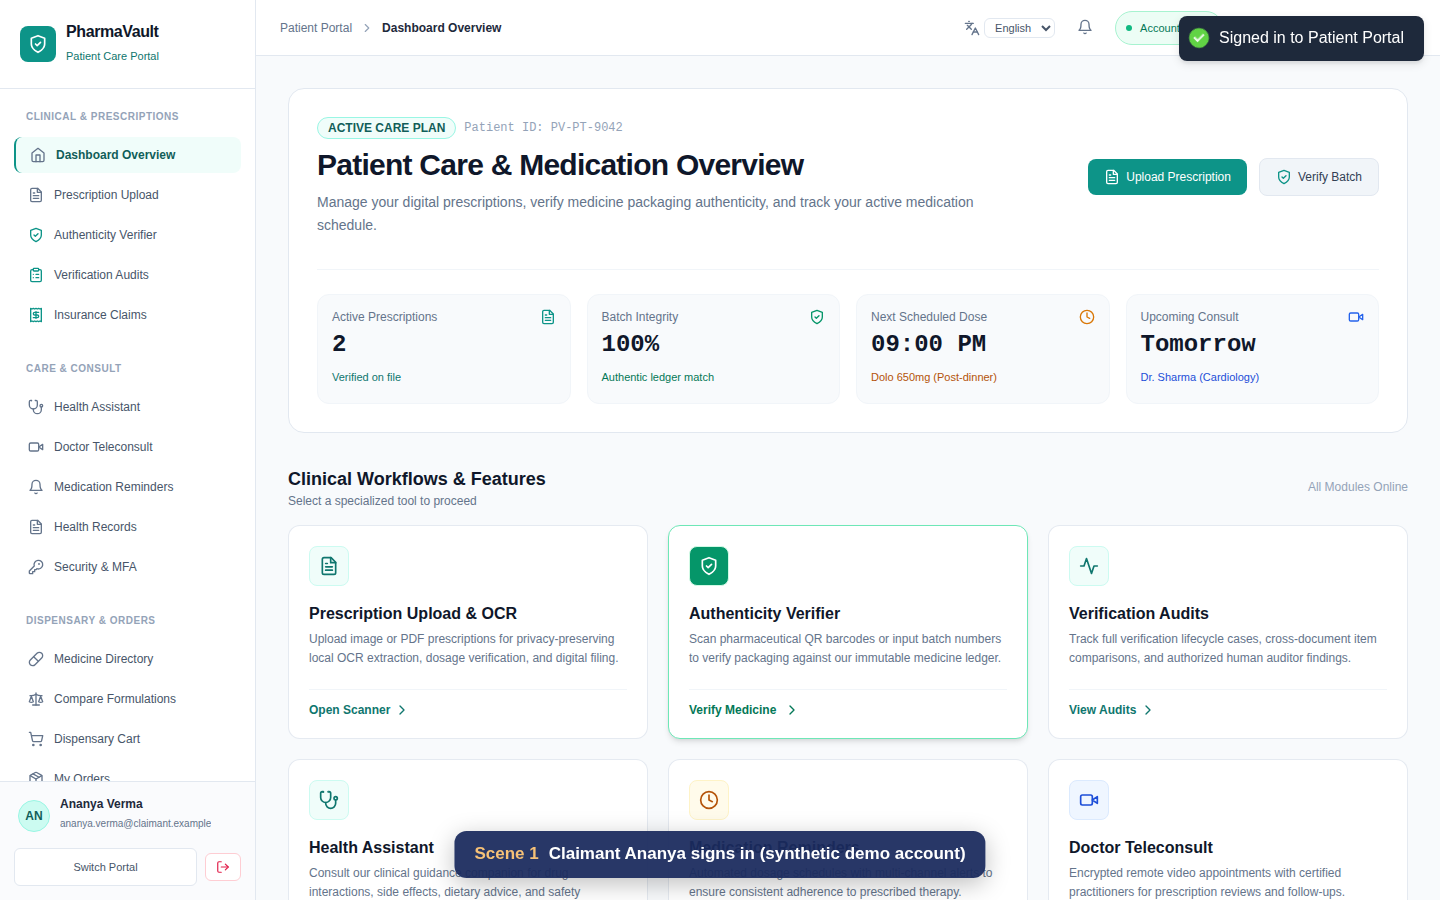 PharmaVault
Patient Care Portal
CLINICAL & PRESCRIPTIONS
Dashboard Overview
Prescription Upload
Authenticity Verifier
Verification Audits
Insurance Claims
CARE & CONSULT
Health Assistant
Doctor Teleconsult
Medication Reminders
Health Records
Security & MFA
DISPENSARY & ORDERS
Medicine Directory
Compare Formulations
Dispensary Cart
My Orders
AN
Ananya Verma
ananya.verma@claimant.example
Switch Portal
Patient Portal > Dashboard Overview
English
Account
Signed in to Patient Portal
ACTIVE CARE PLAN
Patient ID: PV-PT-9042
Patient Care & Medication Overview
Manage your digital prescriptions, verify medicine packaging authenticity, and track your active medication
schedule.
Upload Prescription
Verify Batch
Active Prescriptions
2
Verified on file
Batch Integrity
100%
Authentic ledger match
Next Scheduled Dose
09:00 PM
Dolo 650mg (Post-dinner)
Upcoming Consult
Tomorrow
Dr. Sharma (Cardiology)
Clinical Workflows & Features
Select a specialized tool to proceed
All Modules Online
Prescription Upload & OCR
Upload image or PDF prescriptions for privacy-preserving
local OCR extraction, dosage verification, and digital filing.
Open Scanner
Authenticity Verifier
Scan pharmaceutical QR barcodes or input batch numbers
to verify packaging against our immutable medicine ledger.
Verify Medicine
Verification Audits
Track full verification lifecycle cases, cross-document item
comparisons, and authorized human auditor findings.
View Audits
Health Assistant
Consult our clinical guidance
interactions, side effects, dietary advice, and safety
to
ensure consistent adherence to prescribed therapy.
Doctor Teleconsult
Encrypted remote video appointments with certified
practitioners for prescription reviews and follow-ups.
Scene 1 Claimant Ananya signs in (synthetic demo account)